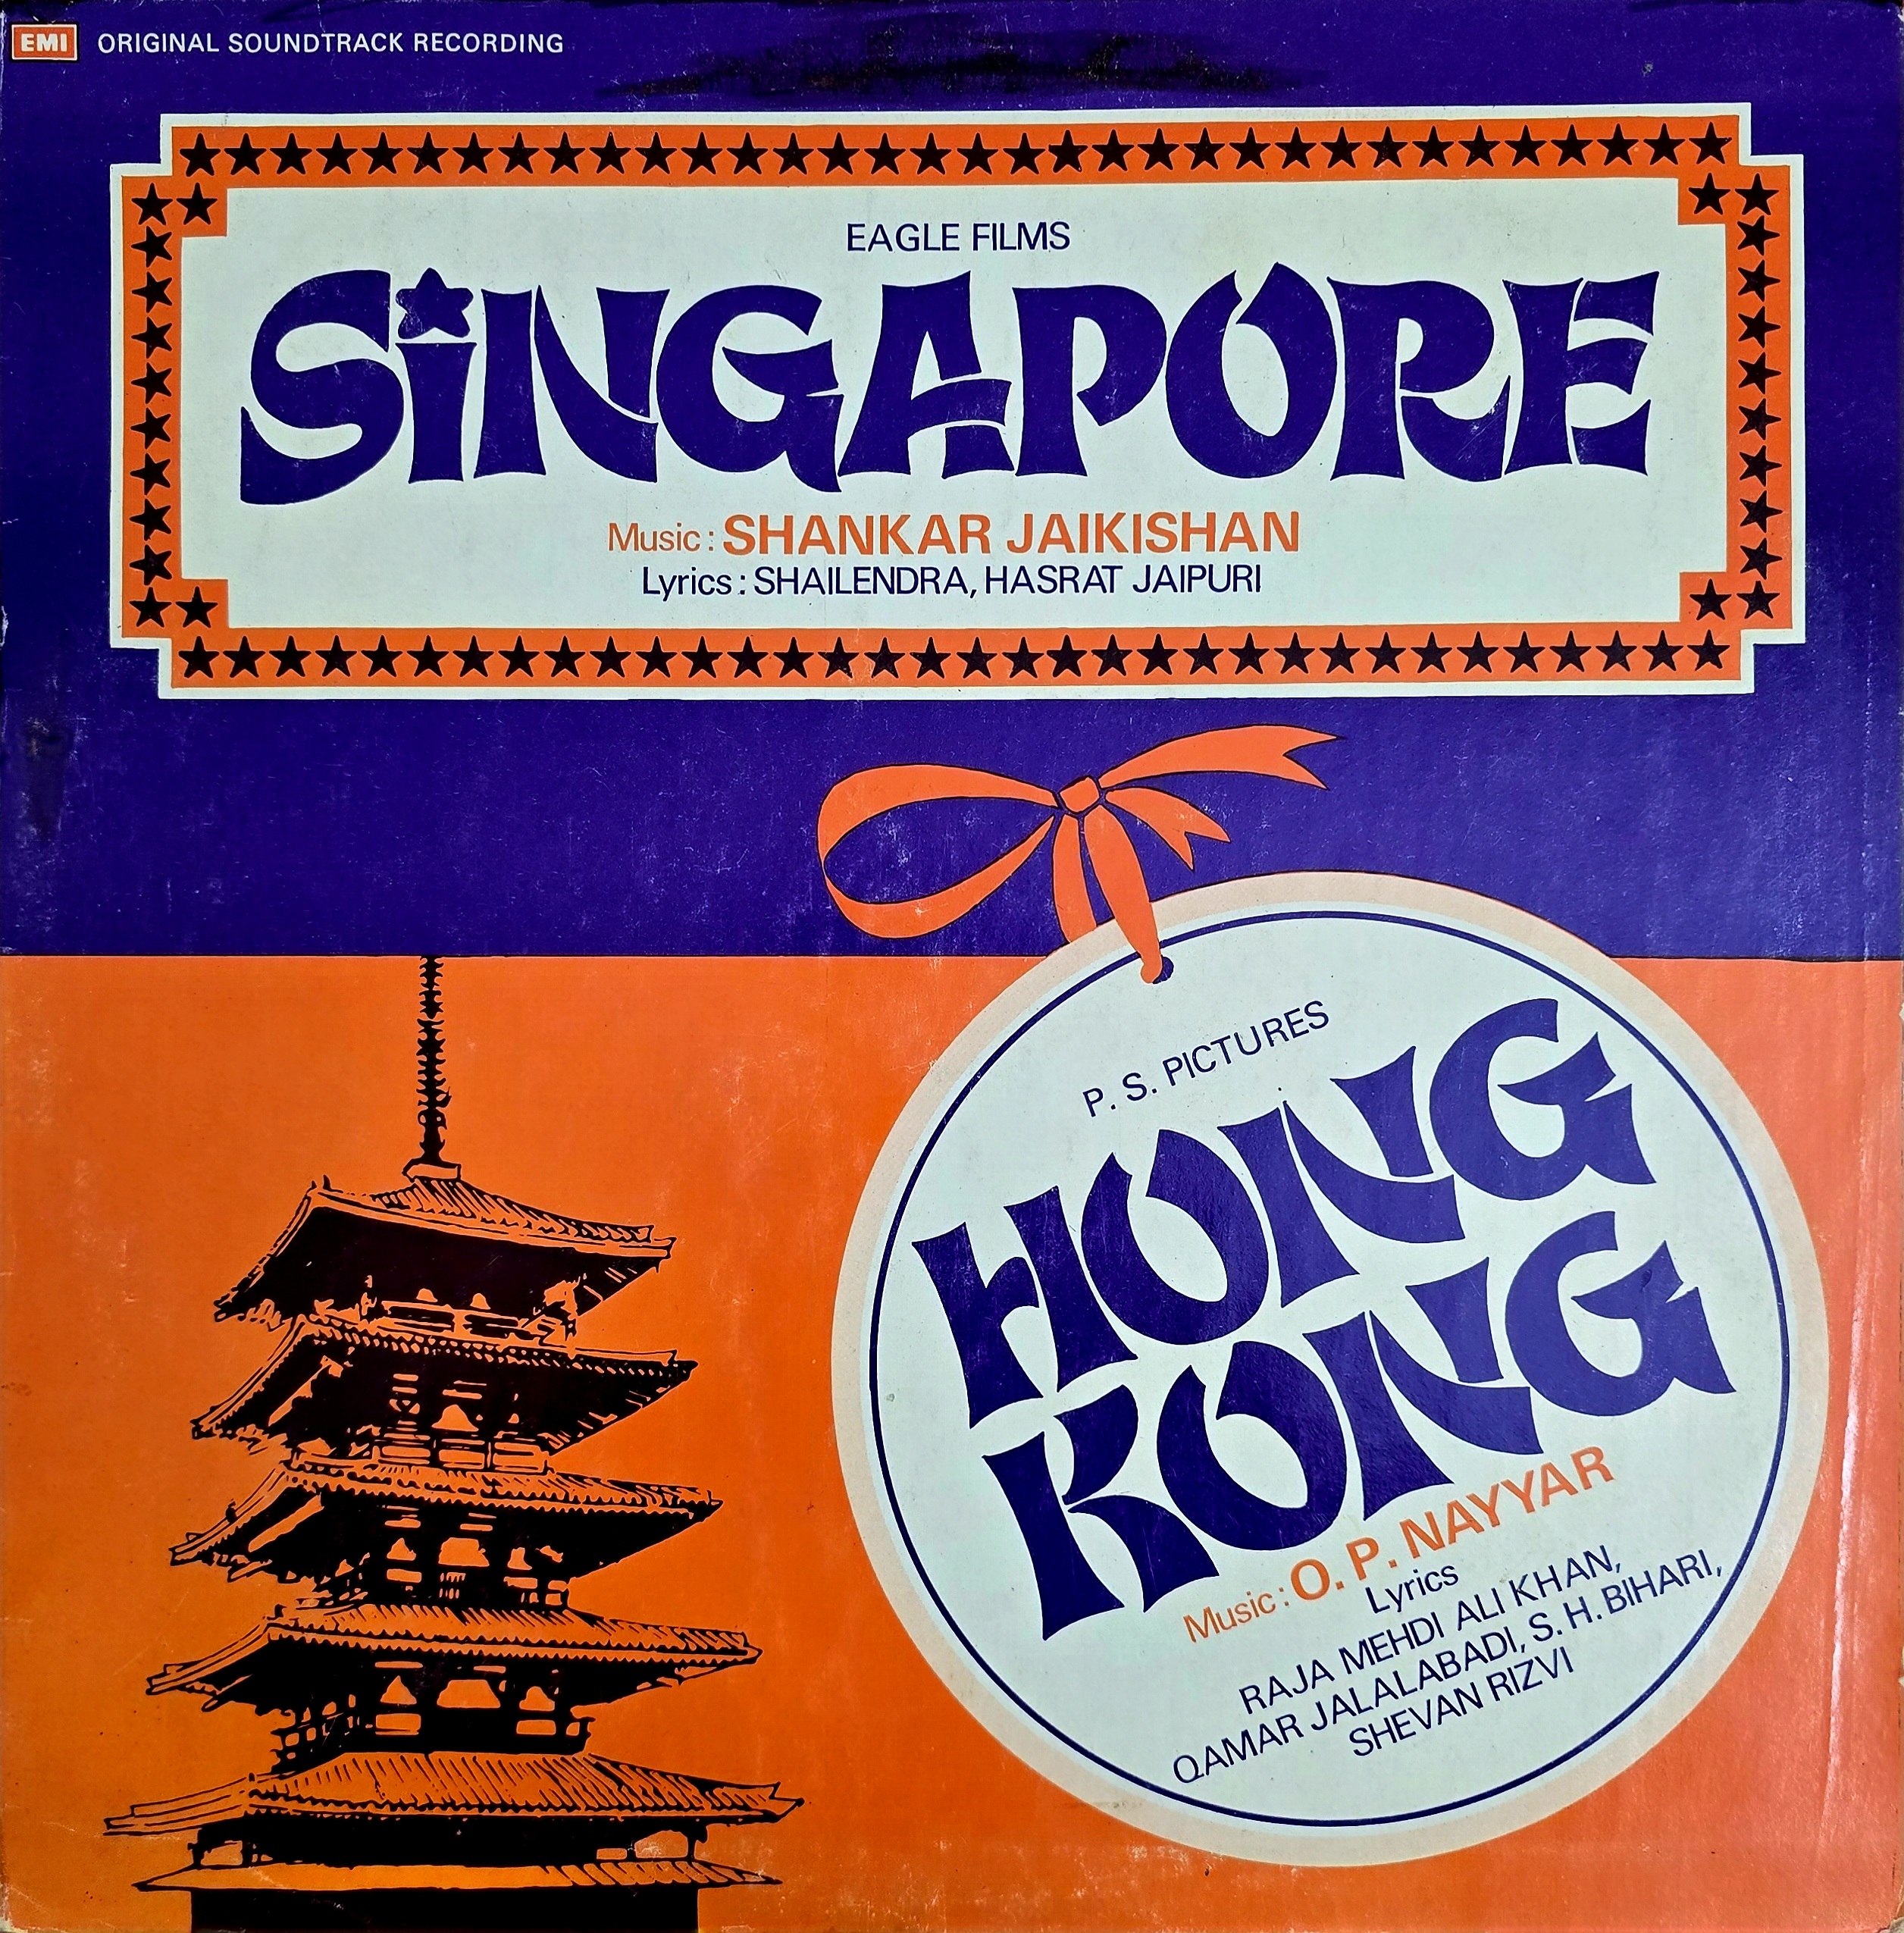 EMI ORIGINAL SOUNDTRACK RECORDING
EAGLE FILMS
SiNGAPORE
Music : SHANKAR JAIKISHAN
Lyrics : SHAILENDRA, HASRAT JAIPURI
P. S. PICTURES
HONG
KONG
Music : O. P. NAYYAR
Lyrics
RAJA MEHDI ALI KHAN,
QAMAR JALALABADI, S. H. BIHARI,
SHEVAN RIZVI